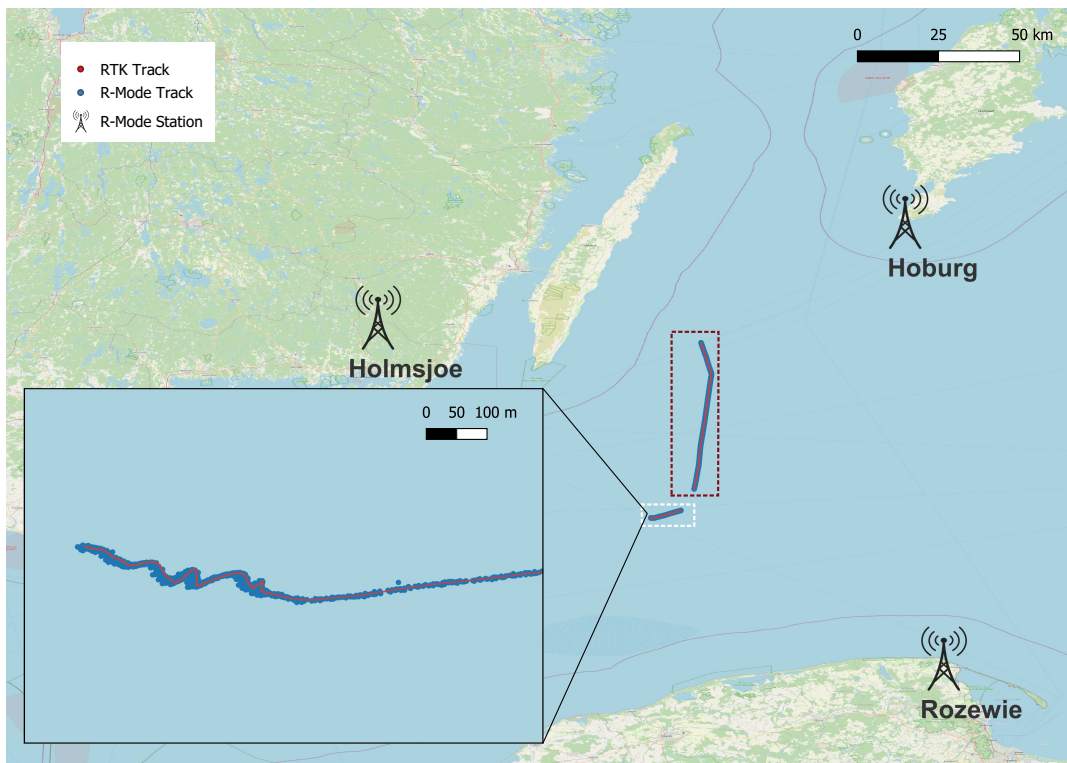 RTK Track
R-Mode Track
R-Mode Station
0 25 50 km
Hoburg
Holmsjoe
0 50 100 m
Rozewie